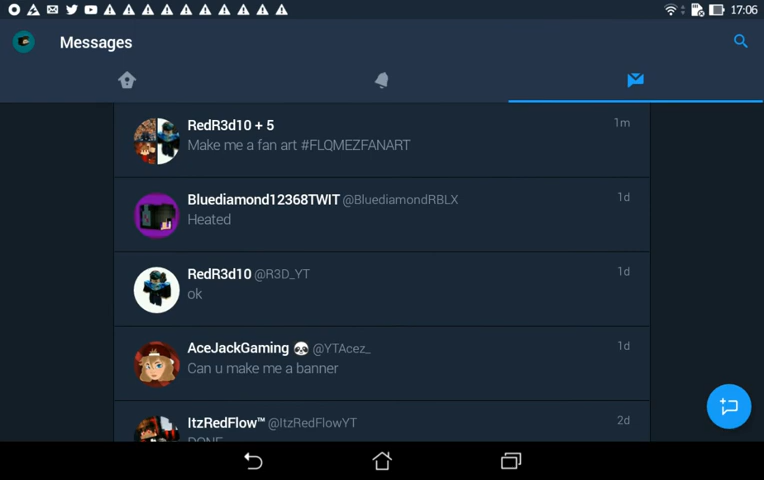 17:06
Messages
RedR3d10 + 5
1m
Make me a fan art #FLQMEZFANART
Bluediamond12368TWIT @BluediamondRBLX
1d
Heated
RedR3d10 @R3D_YT
1d
ok
AceJackGaming 🐼 @YTAcez_
1d
Can u make me a banner
ItzRedFlow™ @ItzRedFlowYT
2d
DONE